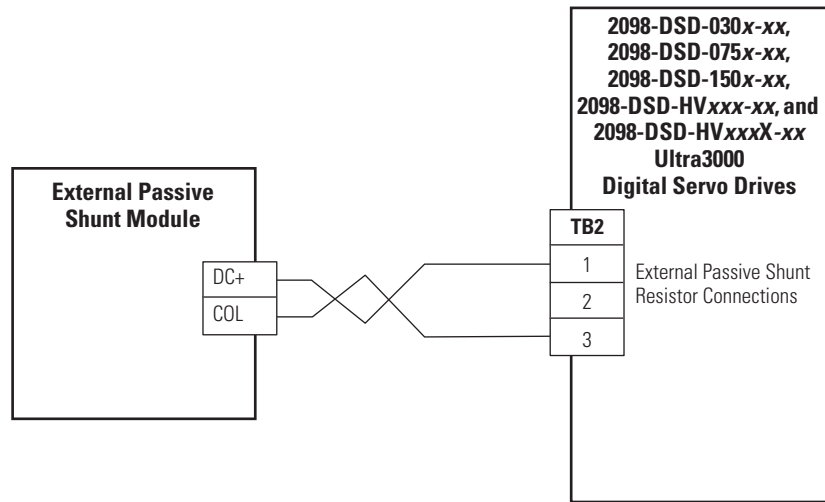 2098-DSD-030x-xx,
2098-DSD-075x-xx,
2098-DSD-150x-xx,
2098-DSD-HVxxx-xx, and
2098-DSD-HVxxxX-xx
Ultra3000
Digital Servo Drives
External Passive
Shunt Module
DC+
COL
TB2
1
2
3
External Passive Shunt
Resistor Connections